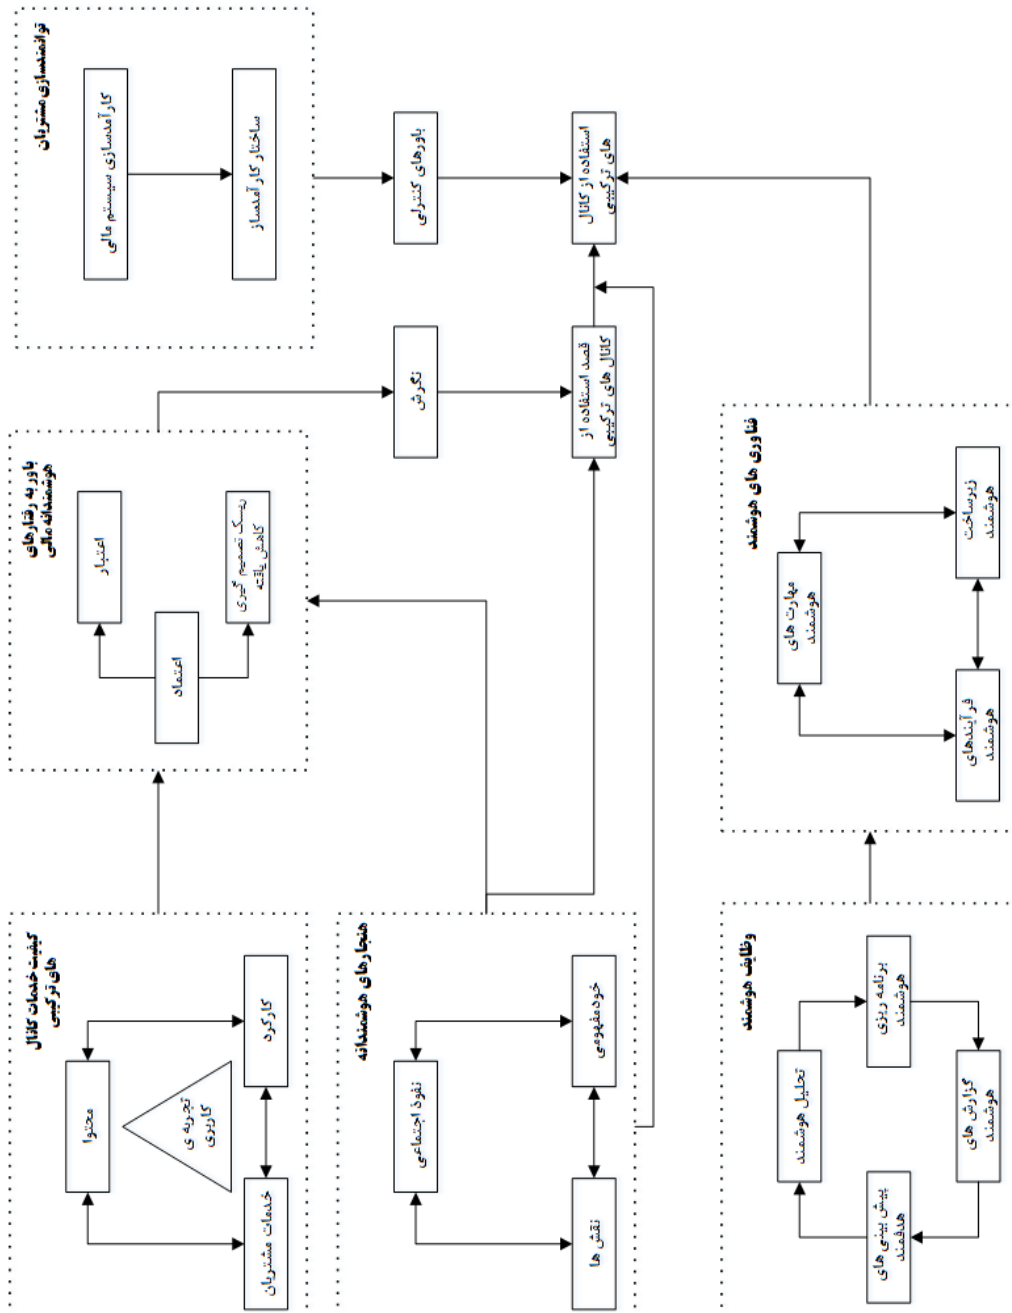 توانمندسازی مشتریان
کارآمدسازی سیستم مالی
ساختار کارآمدساز
باورهای کنترلی
استفاده از کانال
های ترکیبی
باور به رفتارهای
هوشمندانه مالی
اعتبار
اعتماد
ریسک تصمیم گیری
کاهش یافته
نگرش
قصد استفاده از
کانال های ترکیبی
فناوری های هوشمند
مهارت های
هوشمند
زیرساخت
هوشمند
فرآیندهای
هوشمند
کیفیت خدمات کانال
های ترکیبی
محتوا
تجربه ی
کاربری
کارکرد
خدمات مشتریان
هنجارهای هوشمندانه
نفوذ اجتماعی
خودمفهومی
نقش ها
وظایف هوشمند
تحلیل هوشمند
برنامه ریزی
هوشمند
گزارش های
هوشمند
پیش بینی های
هدفمند